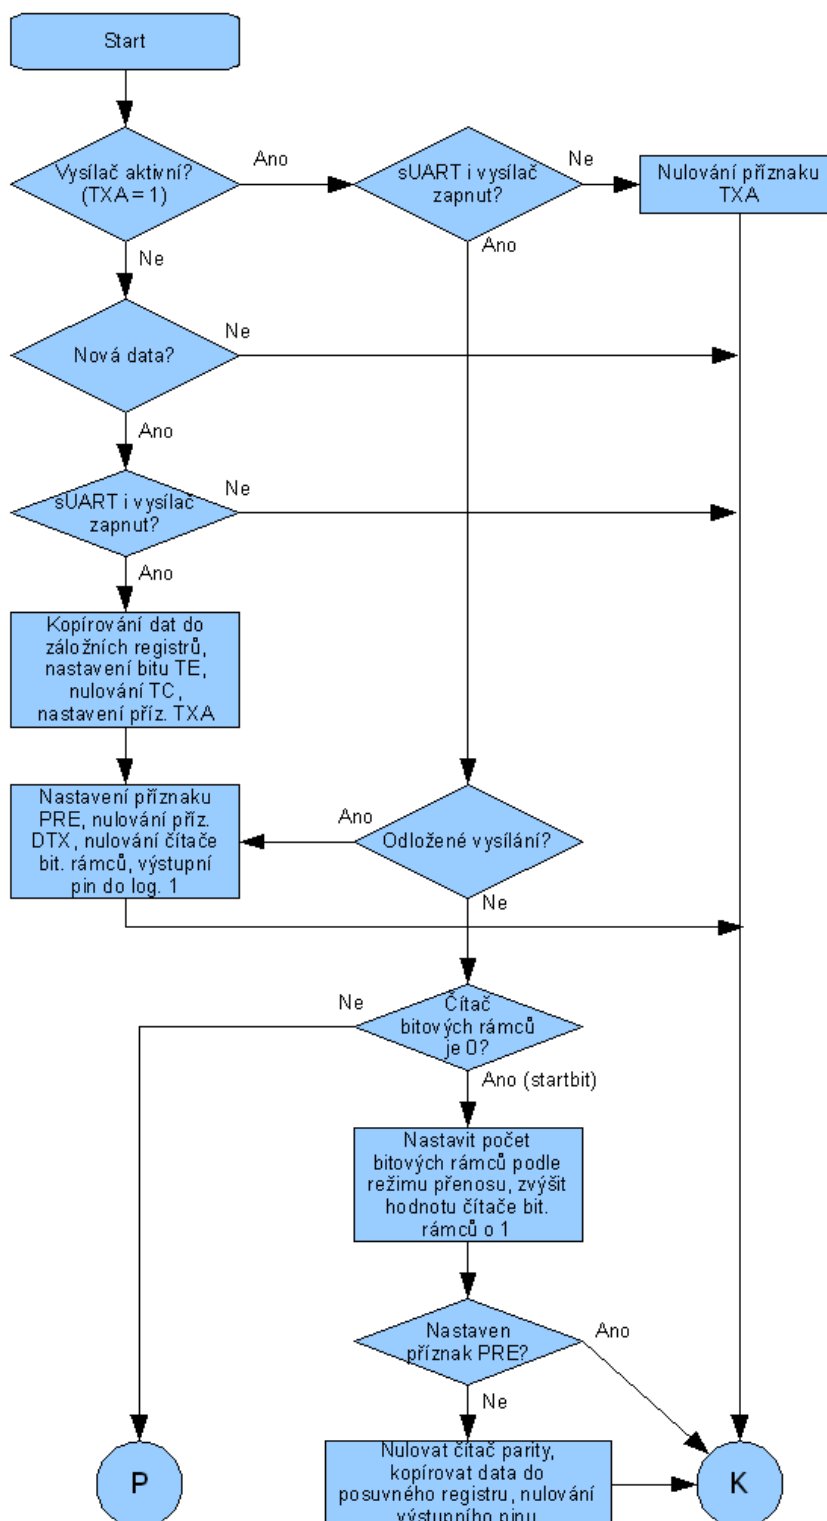 Start
Vysílač aktivní?
(TXA = 1)
Ano
sUART i vysílač
zapnut?
Ne
Nulování příznaku
TXA
Ne
Ano
Nová data?
Ne
Ano
sUART i vysílač
zapnut?
Ne
Ano
Kopírování dat do
záložních registrů,
nastavení bitu TE,
nulování TC,
nastavení příz. TXA
Nastavení příznaku
PRE, nulování příz.
DTX, nulování čítače
bit. rámců, výstupní
pin do log. 1
Ano
Odložené vysílání?
Ne
Čítač
bitových rámců
je 0?
Ne
Ano (startbit)
Nastavit počet
bitových rámců podle
režimu přenosu, zvýšit
hodnotu čítače bit.
rámců o 1
Nastaven
příznak PRE?
Ano
Ne
P
Nulovat čítač parity,
kopírovat data do
posuvného registru, nulování
výstupního pinu
K